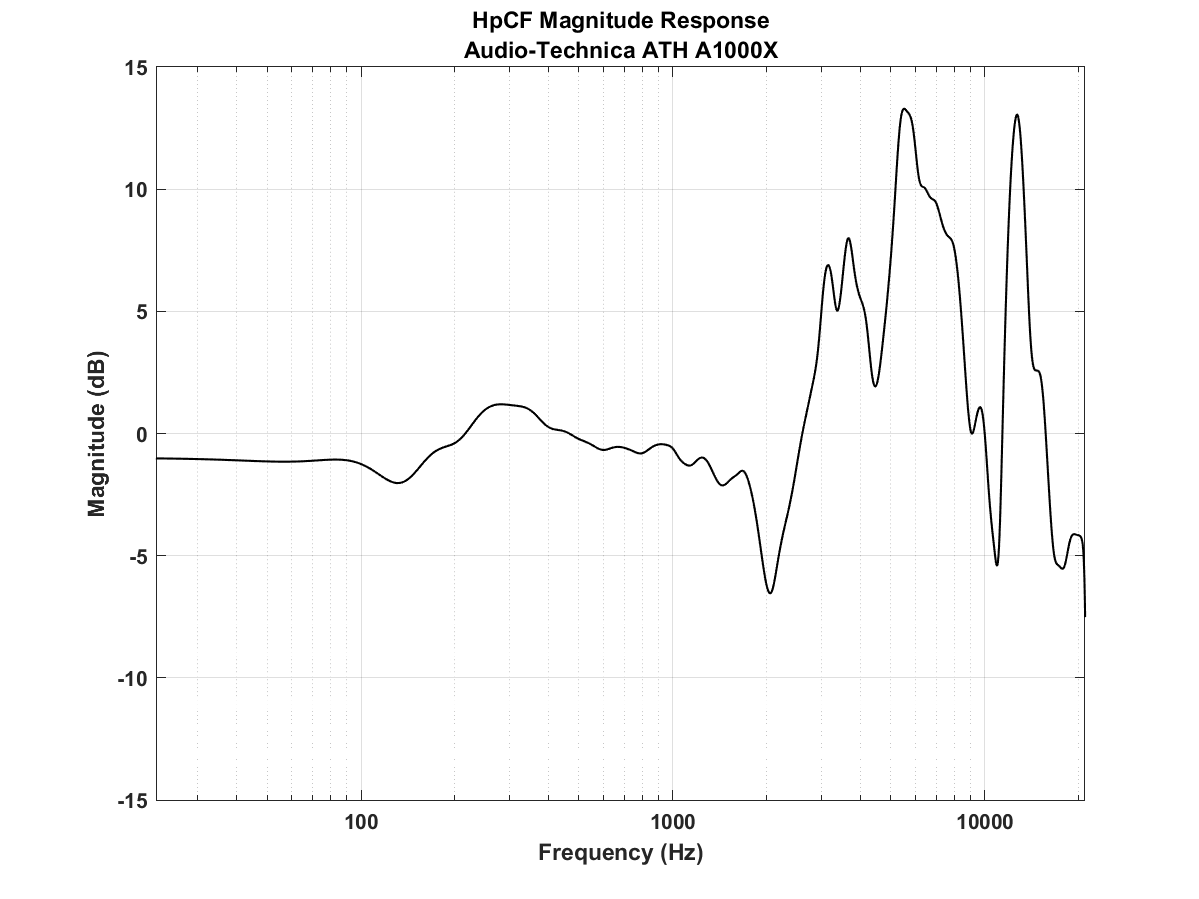 HpCF Magnitude Response
Audio-Technica ATH A1000X
15
10
5
0
-5
-10
-15
Magnitude (dB)
100
1000
10000
Frequency (Hz)